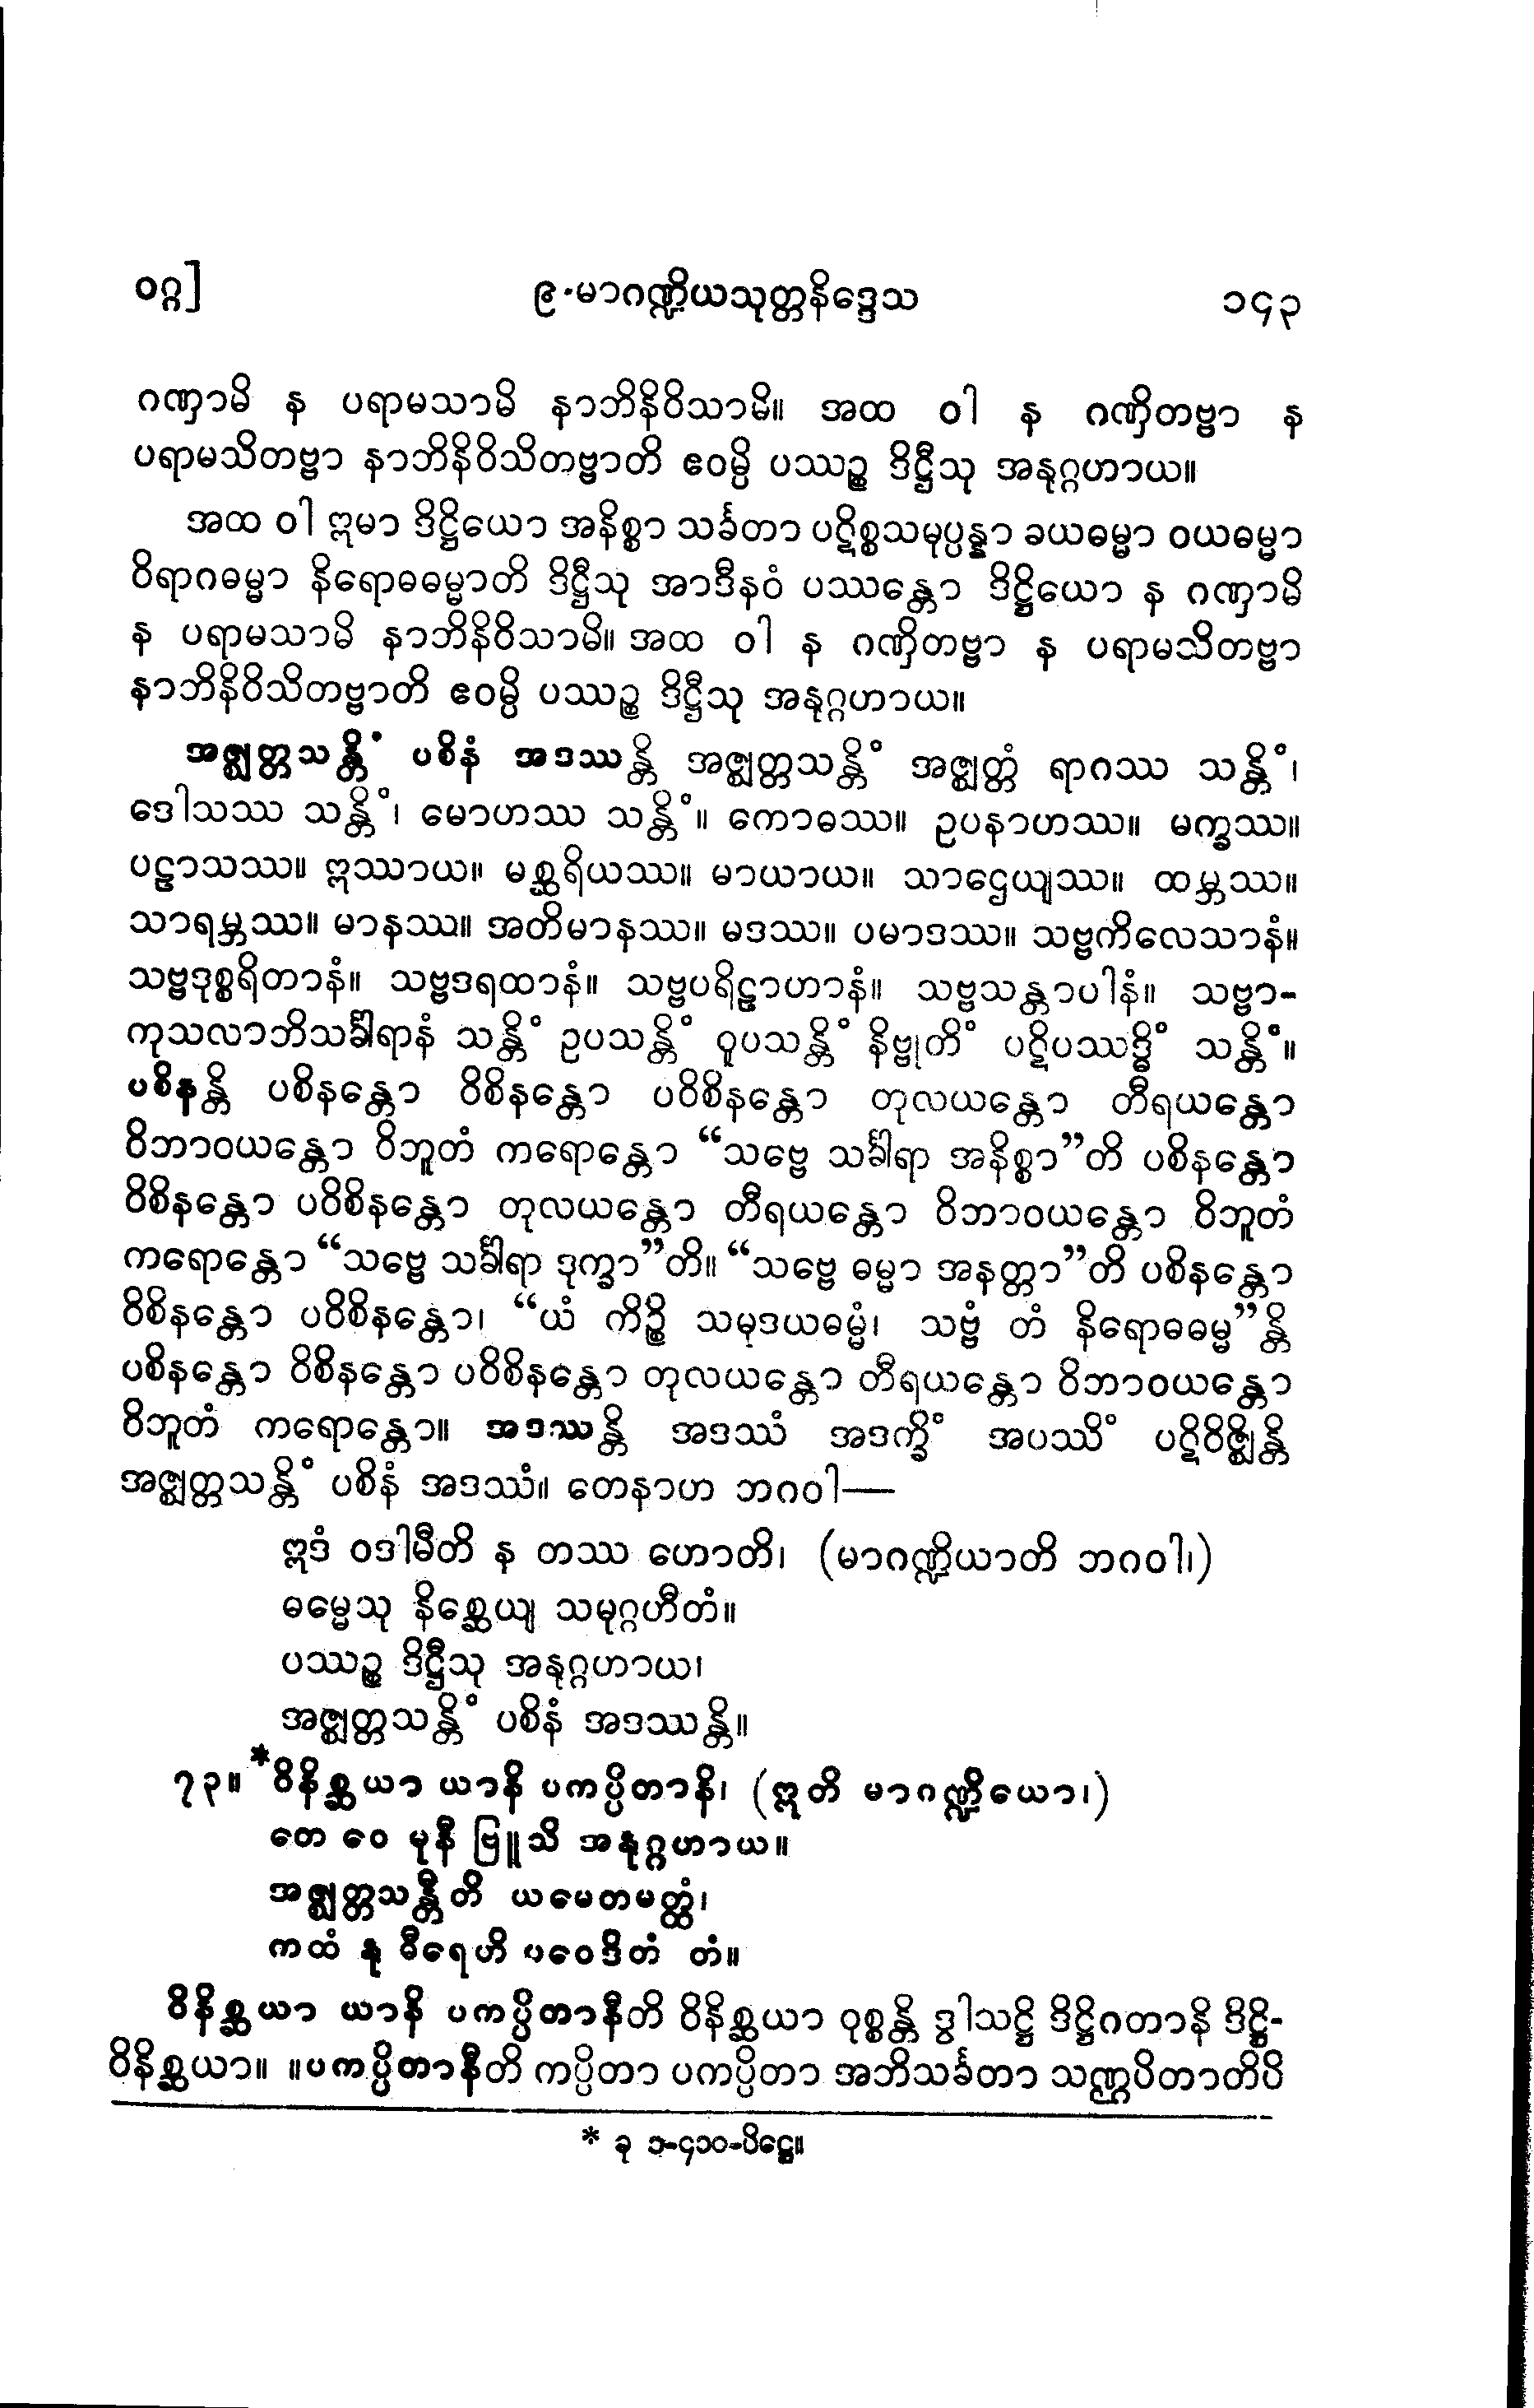 ဝဂ္ဂ]
၉-မာဂဏ္ဍိယသုတ္တနိဒ္ဒေသ
၁၄၃
ဂဏှာမိ န ပရာမသာမိ နာဘိနိဝိသာမိ။ အထ ဝါ န ဂဏှိတဗ္ဗာ န
ပရာမသိတဗ္ဗာ နာဘိနိဝိသိတဗ္ဗာတိ ဧဝမ္ပိ ပဿဉ္စ ဒိဋ္ဌီသု အနုဂ္ဂဟာယ။
အထ ဝါ ဣမာ ဒိဋ္ဌိယော အနိစ္စာ သင်္ခတာ ပဋိစ္စသမုပ္ပန္နာ ခယဓမ္မာ ဝယဓမ္မာ
ဝိရာဂဓမ္မာ နိရောဓဓမ္မာတိ ဒိဋ္ဌီသု အာဒီနဝံ ပဿန္တော ဒိဋ္ဌိယော န ဂဏှာမိ
န ပရာမသာမိ နာဘိနိဝိသာမိ။ အထ ဝါ န ဂဏှိတဗ္ဗာ န ပရာမသိတဗ္ဗာ
နာဘိနိဝိသိတဗ္ဗာတိ ဧဝမ္ပိ ပဿဉ္စ ဒိဋ္ဌီသု အနုဂ္ဂဟာယ။
အဇ္ဈတ္တသန္တိံ ပစိနံ အဒဿန္တိ အဇ္ဈတ္တသန္တိံ အဇ္ဈတ္တံ ရာဂဿ သန္တိံ၊
ဒေါသဿ သန္တိံ၊ မောဟဿ သန္တိံ။ ကောဓဿ။ ဥပနာဟဿ။ မက္ခဿ။
ပဠာသဿ။ ဣဿာယ။ မစ္ဆရိယဿ။ မာယာယ။ သာဌေယျဿ။ ထမ္ဘဿ။
သာရမ္ဘဿ။ မာနဿ။ အတိမာနဿ။ မဒဿ။ ပမာဒဿ။ သဗ္ဗကိလေသာနံ။
သဗ္ဗဒုစ္စရိတာနံ။ သဗ္ဗဒရထာနံ။ သဗ္ဗပရိဠာဟာနံ။ သဗ္ဗသန္တာပါနံ။ သဗ္ဗာ-
ကုသလာဘိသင်္ခါရာနံ သန္တိံ ဥပသန္တိံ ဝူပသန္တိံ နိဗ္ဗုတိံ ပဋိပဿဒ္ဓိံ သန္တိံ။
ပစိနန္တိ ပစိနန္တော ဝိစိနန္တော ပဝိစိနန္တော တုလယန္တော တီရယန္တော
ဝိဘာဝယန္တော ဝိဘူတံ ကရောန္တော “သဗ္ဗေ သင်္ခါရာ အနိစ္စာ”တိ ပစိနန္တော
ဝိစိနန္တော ပဝိစိနန္တော တုလယန္တော တီရယန္တော ဝိဘာဝယန္တော ဝိဘူတံ
ကရောန္တော “သဗ္ဗေ သင်္ခါရာ ဒုက္ခာ”တိ။ “သဗ္ဗေ ဓမ္မာ အနတ္တာ”တိ ပစိနန္တော
ဝိစိနန္တော ပဝိစိနန္တော၊ “ယံ ကိဉ္စိ သမုဒယဓမ္မံ၊ သဗ္ဗံ တံ နိရောဓဓမ္မ”န္တိ
ပစိနန္တော ဝိစိနန္တော ပဝိစိနန္တော တုလယန္တော တီရယန္တော ဝိဘာဝယန္တော
ဝိဘူတံ ကရောန္တော။ အဒဿန္တိ အဒဿံ အဒက္ခိံ အပဿိံ ပဋိဝိဇ္ဈိန္တိ
အဇ္ဈတ္တသန္တိံ ပစိနံ အဒဿံ။ တေနာဟ ဘဂဝါ—
ဣဒံ ဝဒါမီတိ န တဿ ဟောတိ၊ (မာဂဏ္ဍိယာတိ ဘဂဝါ၊)
ဓမ္မေသု နိစ္ဆေယျ သမုဂ္ဂဟီတံ။
ပဿဉ္စ ဒိဋ္ဌီသု အနုဂ္ဂဟာယ၊
အဇ္ဈတ္တသန္တိံ ပစိနံ အဒဿန္တိ။
၇၃။ *ဝိနိစ္ဆယာ ယာနိ ပကပ္ပိတာနိ၊ (ဣတိ မာဂဏ္ဍိယော၊)
တေ ဝေ မုနီ ဗြူသိ အနုဂ္ဂဟာယ။
အဇ္ဈတ္တသန္တီတိ ယမေတမတ္ထံ၊
ကထံ နု ဓီရေဟိ ပဝေဒိတံ တံ။
ဝိနိစ္ဆယာ ယာနိ ပကပ္ပိတာနီတိ ဝိနိစ္ဆယာ ဝုစ္စန္တိ ဒွါသဋ္ဌိ ဒိဋ္ဌိဂတာနိ ဒိဋ္ဌိ-
ဝိနိစ္ဆယာ။ ။ပကပ္ပိတာနီတိ ကပ္ပိတာ ပကပ္ပိတာ အဘိသင်္ခတာ သဏ္ဌပိတာတိပိ
* ခု ၁-၄၁၀-ပိဋ္ဌေ။